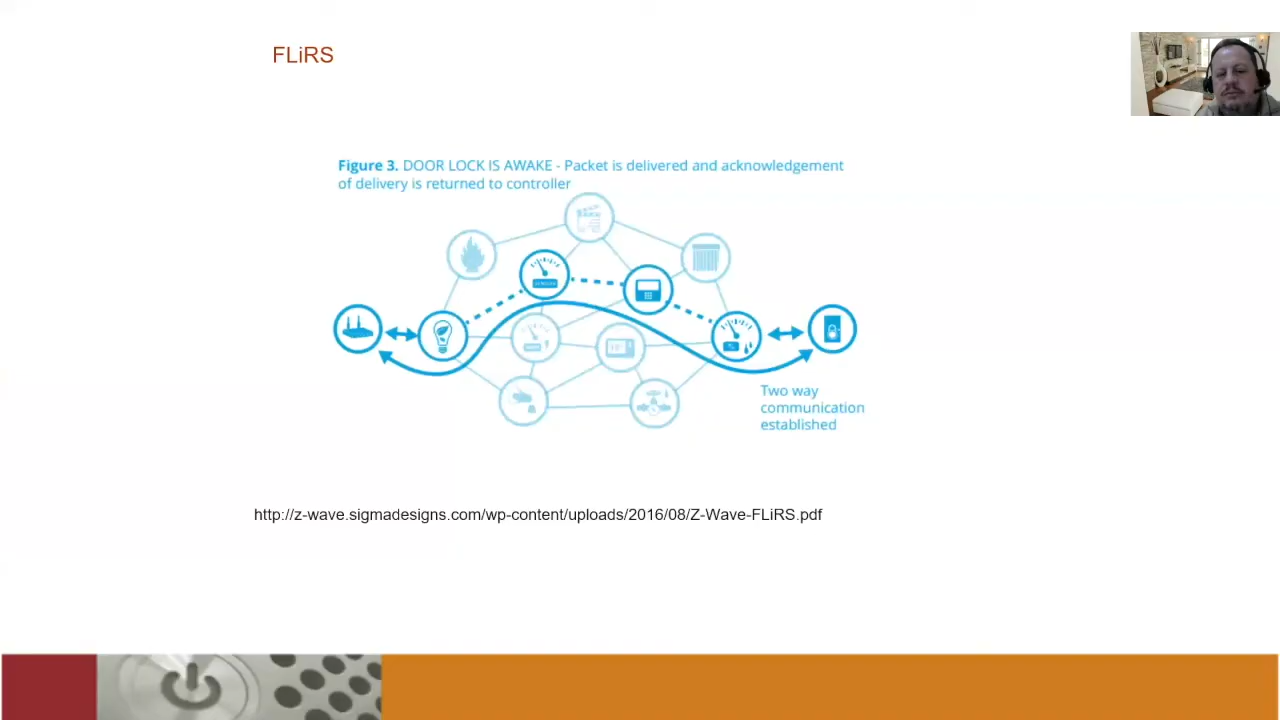 FLiRS
Figure 3. DOOR LOCK IS AWAKE - Packet is delivered and acknowledgement
of delivery is returned to controller
Two way
communication
established
http://z-wave.sigmadesigns.com/wp-content/uploads/2016/08/Z-Wave-FLiRS.pdf